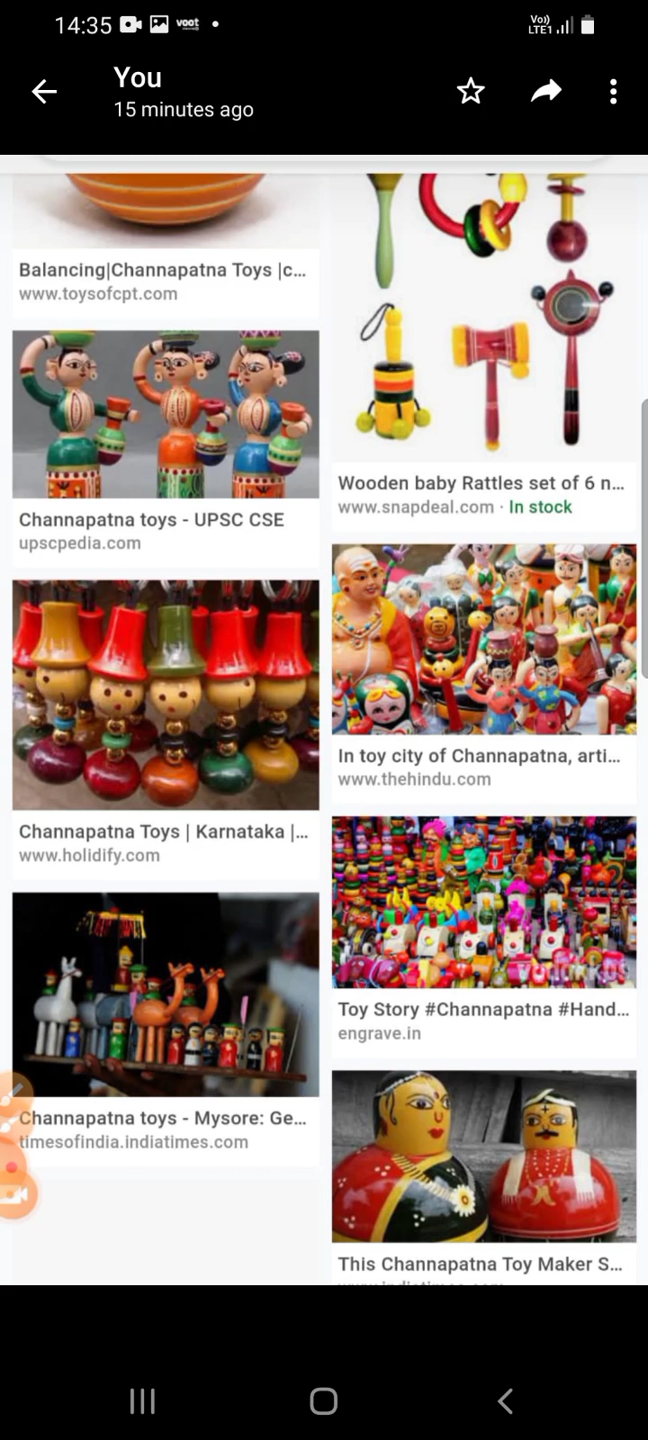 14:35
voot
Vo))
LTE1
You
15 minutes ago
Balancing|Channapatna Toys |c...
www.toysofcpt.com
Channapatna toys - UPSC CSE
upscpedia.com
Channapatna Toys | Karnataka |...
www.holidify.com
Channapatna toys - Mysore: Ge...
timesofindia.indiatimes.com
Wooden baby Rattles set of 6 n...
www.snapdeal.com · In stock
In toy city of Channapatna, arti...
www.thehindu.com
Toy Story #Channapatna #Hand...
engrave.in
This Channapatna Toy Maker S...